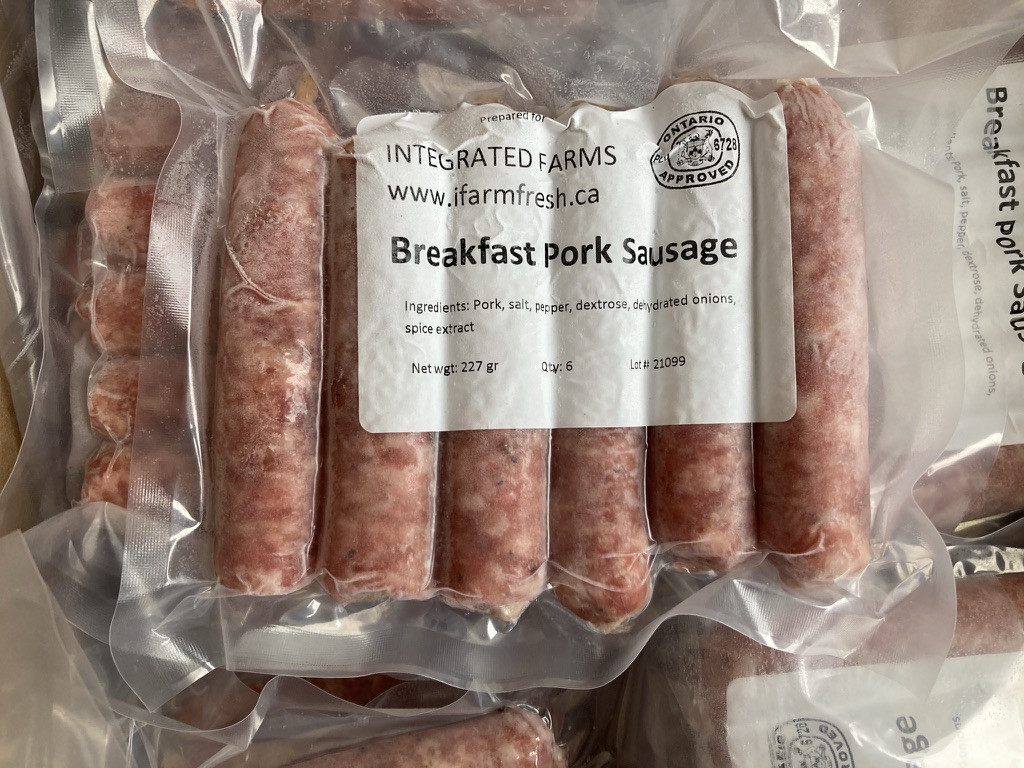 Prepared for
INTEGRATED FARMS
www.ifarmfresh.ca
ONTARIO
6728
APPROVED
Breakfast Pork Sausage
Ingredients: Pork, salt, pepper, dextrose, dehydrated onions,
spice extract
Net wgt: 227 gr Qty: 6 Lot # 21099
Breakfast pork
Pork, salt, pepper, dextrose, dehydrated onions,
6728